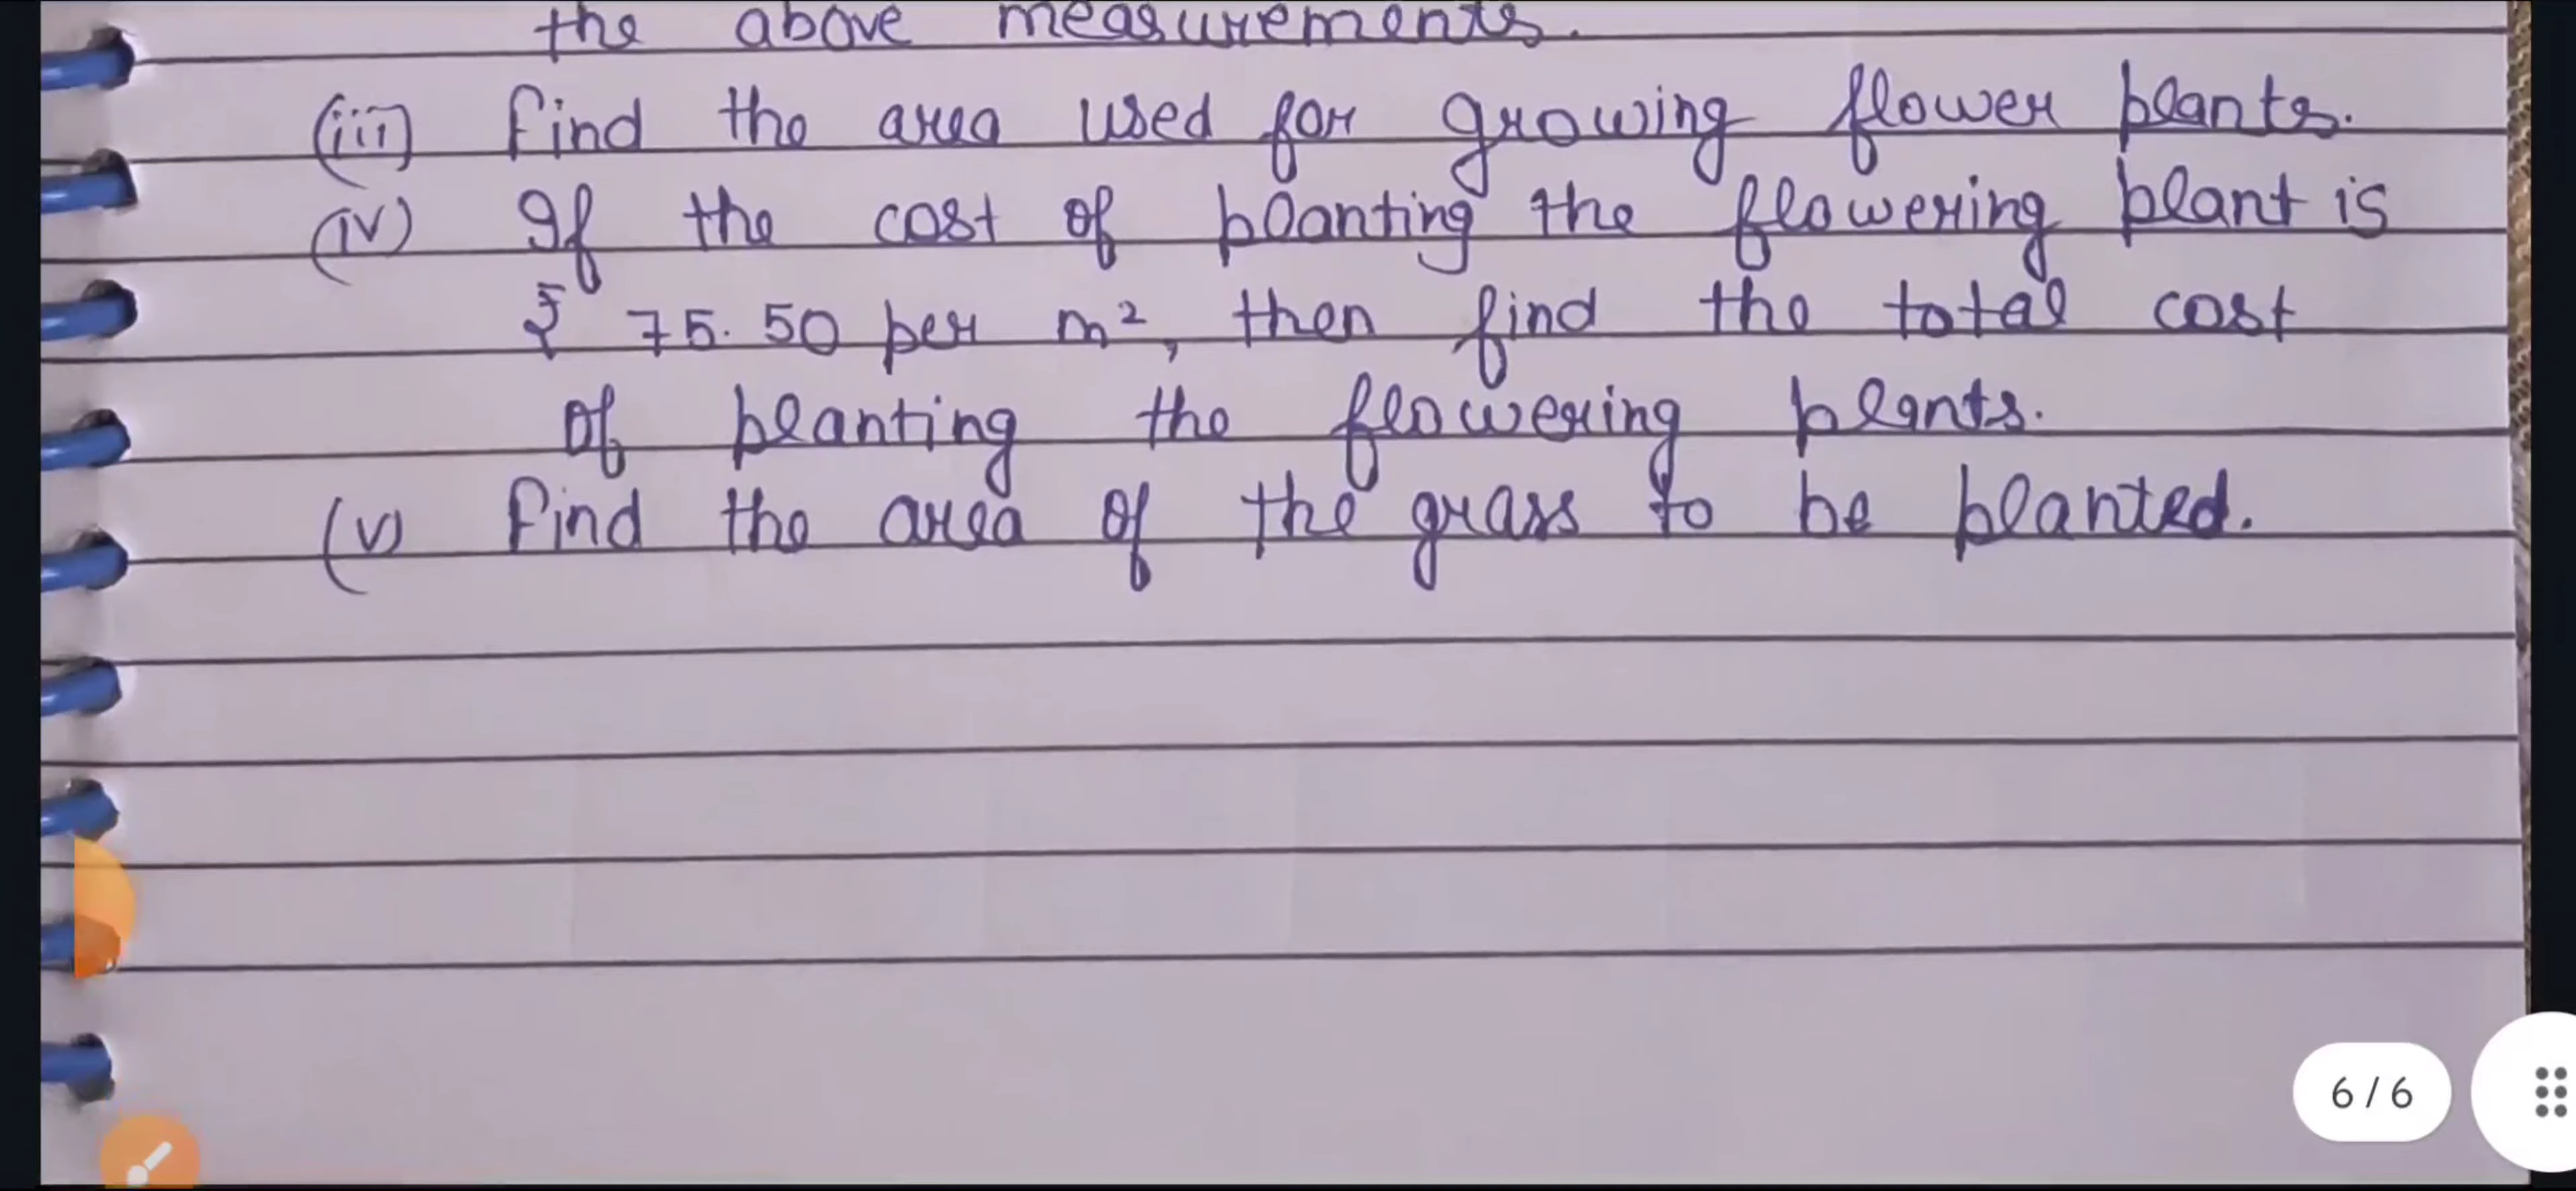 the above measurements.
(iii) Find the area used for growing flower plants.
(iv) If the cost of planting the flowering plant is
₹ 75.50 per m², then find the total cost
of planting the flowering plants.
(v) Find the area of the grass to be planted.
6/6